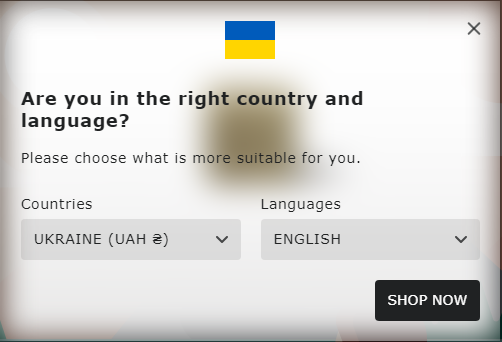 Are you in the right country and
language?
Please choose what is more suitable for you.
Countries
Languages
UKRAINE (UAH ₴)
ENGLISH
SHOP NOW